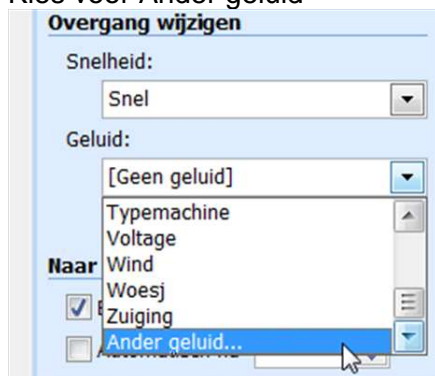 Kies voor Ander geluid
Overgang wijzigen
Snelheid:
Snel
Geluid:
[Geen geluid]
Typemachine
Voltage
Wind
Naar
Woesj
Zuiging
Ander geluid...